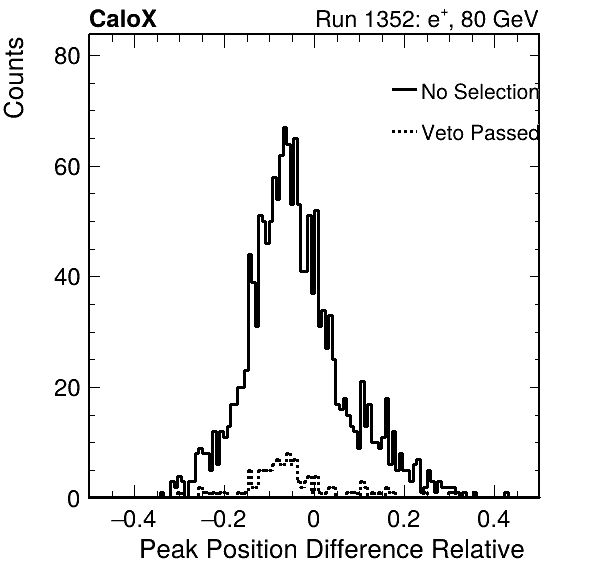 CaloX Run 1352: e⁺, 80 GeV
Counts
80
60
40
20
0
No Selection
Veto Passed
−0.4 −0.2 0 0.2 0.4
Peak Position Difference Relative